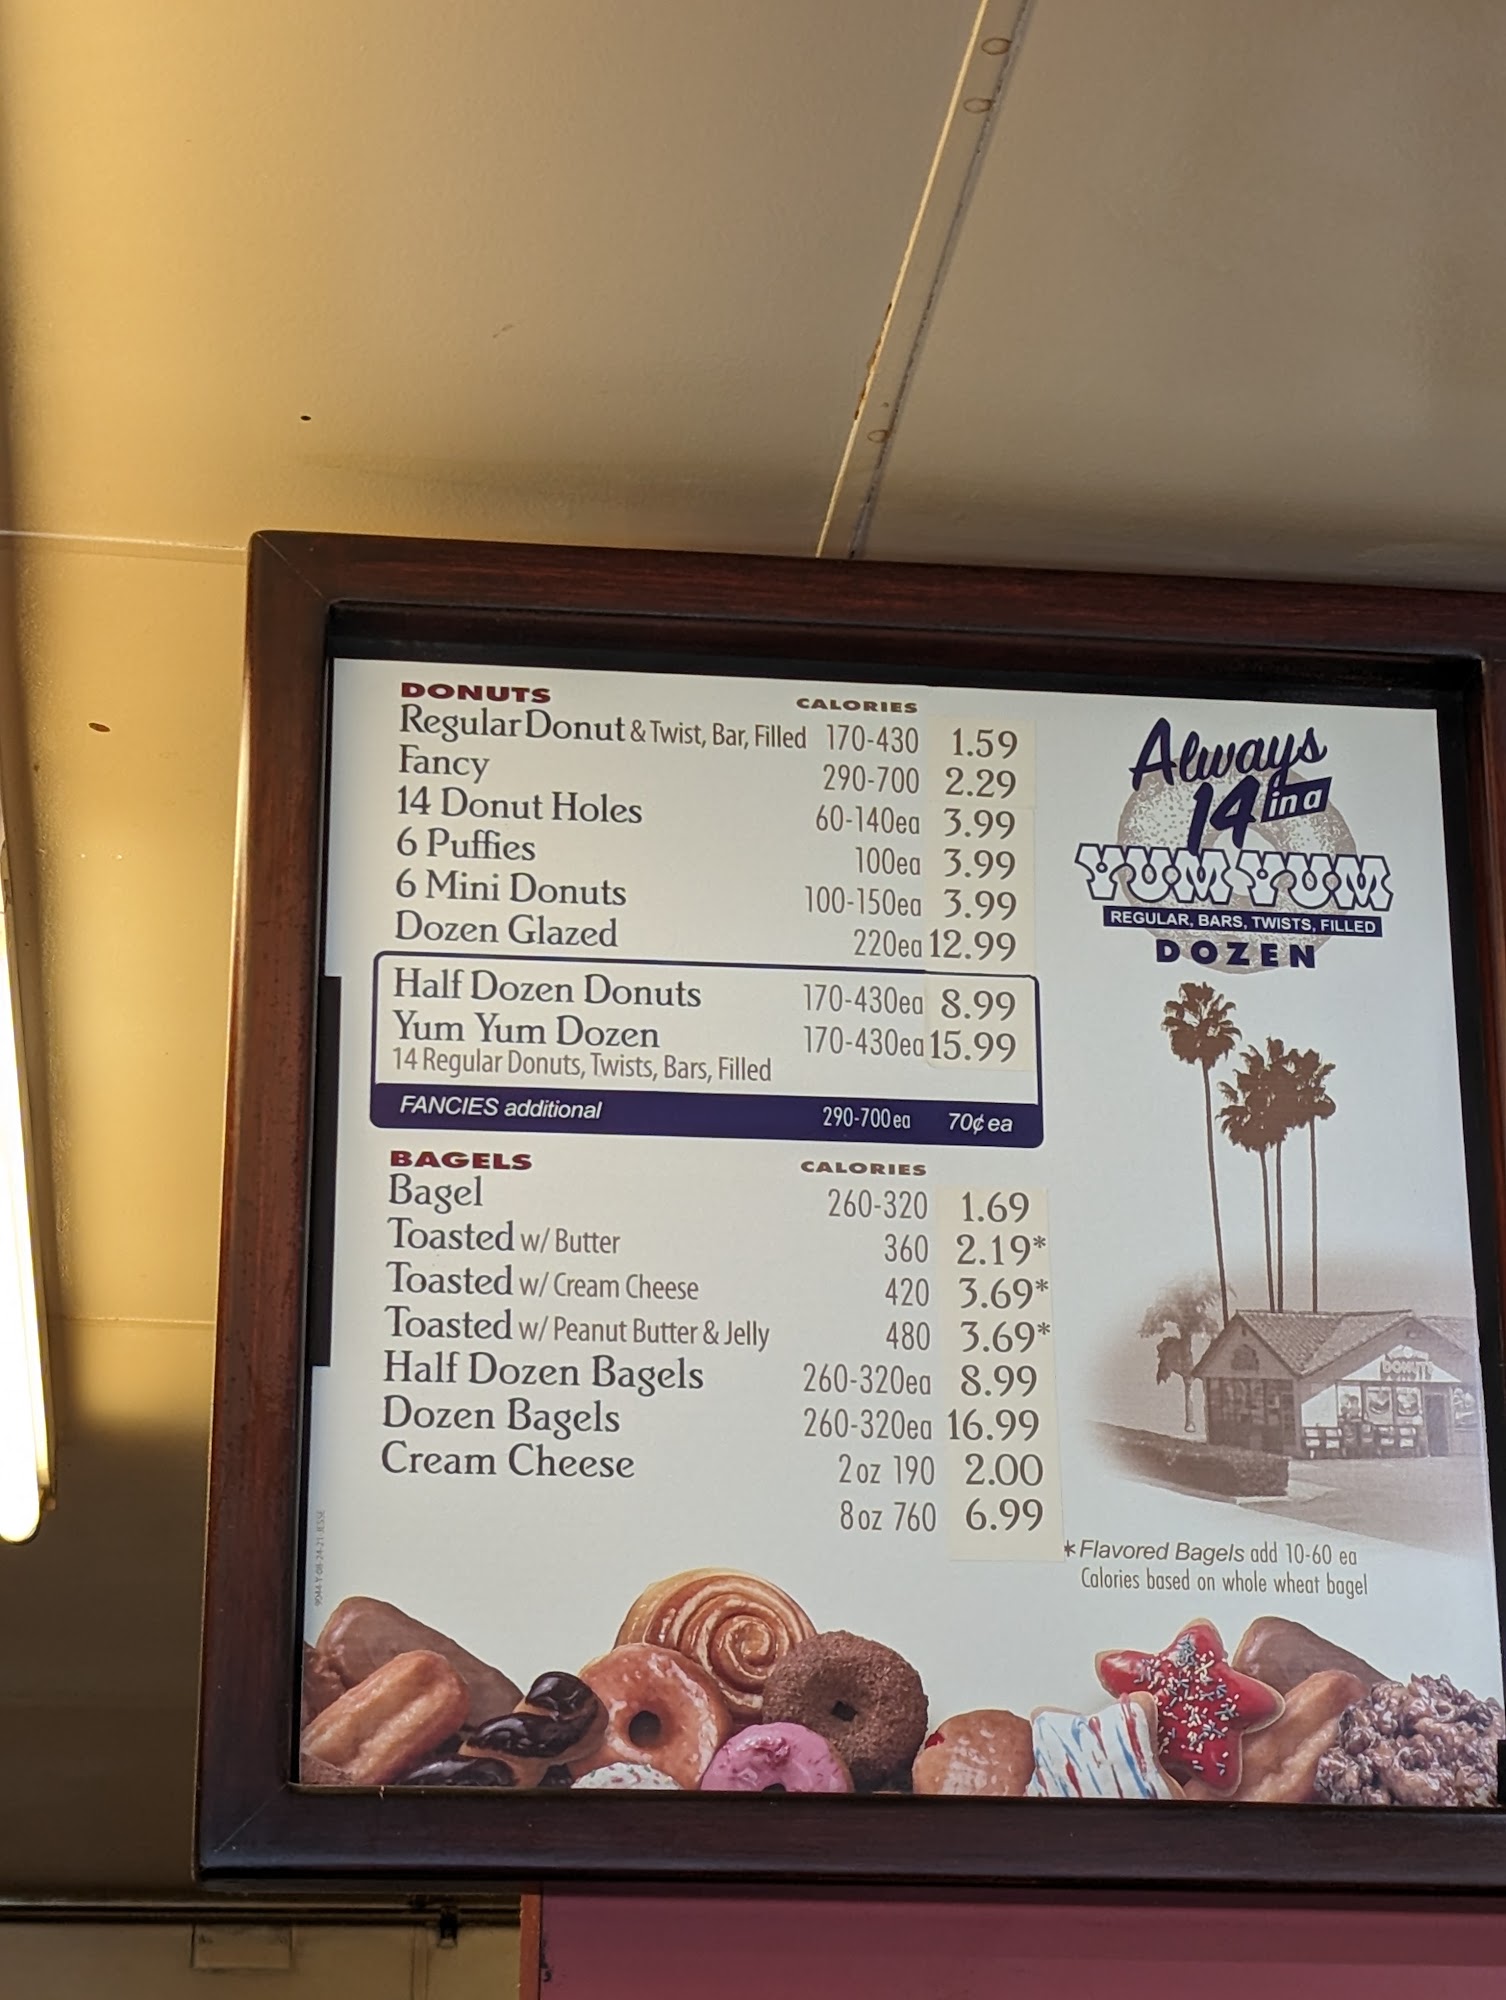 DONUTS CALORIES
Regular Donut & Twist, Bar, Filled 170-430 1.59
Fancy 290-700 2.29
14 Donut Holes 60-140ea 3.99
6 Puffies 100ea 3.99
6 Mini Donuts 100-150ea 3.99
Dozen Glazed 220ea 12.99
Half Dozen Donuts 170-430ea 8.99
Yum Yum Dozen 170-430ea 15.99
14 Regular Donuts, Twists, Bars, Filled
FANCIES additional 290-700ea 70¢ ea
BAGELS CALORIES
Bagel 260-320 1.69
Toasted w/ Butter 360 2.19*
Toasted w/ Cream Cheese 420 3.69*
Toasted w/ Peanut Butter & Jelly 480 3.69*
Half Dozen Bagels 260-320ea 8.99
Dozen Bagels 260-320ea 16.99
Cream Cheese 2oz 190 2.00
8oz 760 6.99
Always
14 in a
YUM YUM
REGULAR, BARS, TWISTS, FILLED
DOZEN
DONUTS
*Flavored Bagels add 10-60 ea
Calories based on whole wheat bagel
9044 Y 08-24-21 JESSE